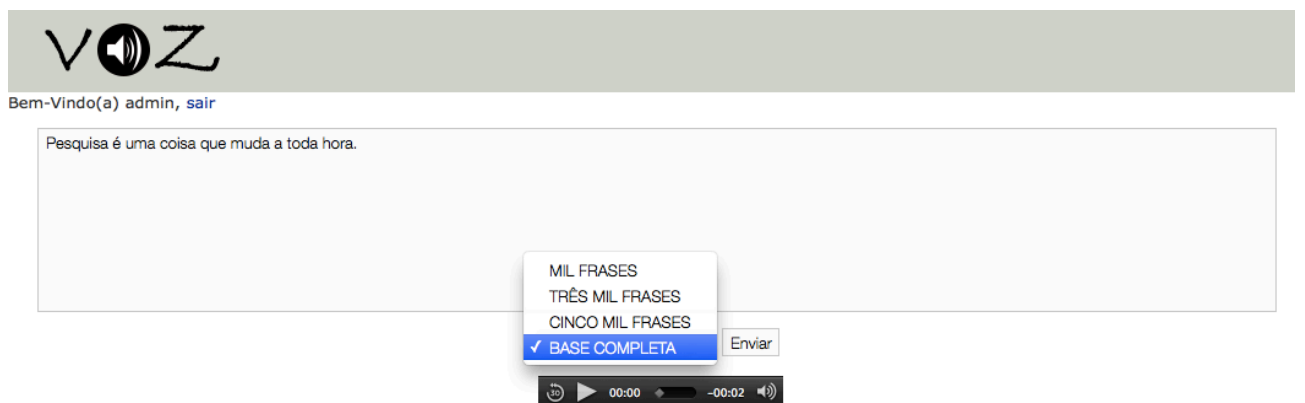 VOZ
Bem-Vindo(a) admin, sair
Pesquisa é uma coisa que muda a toda hora.
MIL FRASES
TRÊS MIL FRASES
CINCO MIL FRASES
✓ BASE COMPLETA
Enviar
30 00:00 -00:02